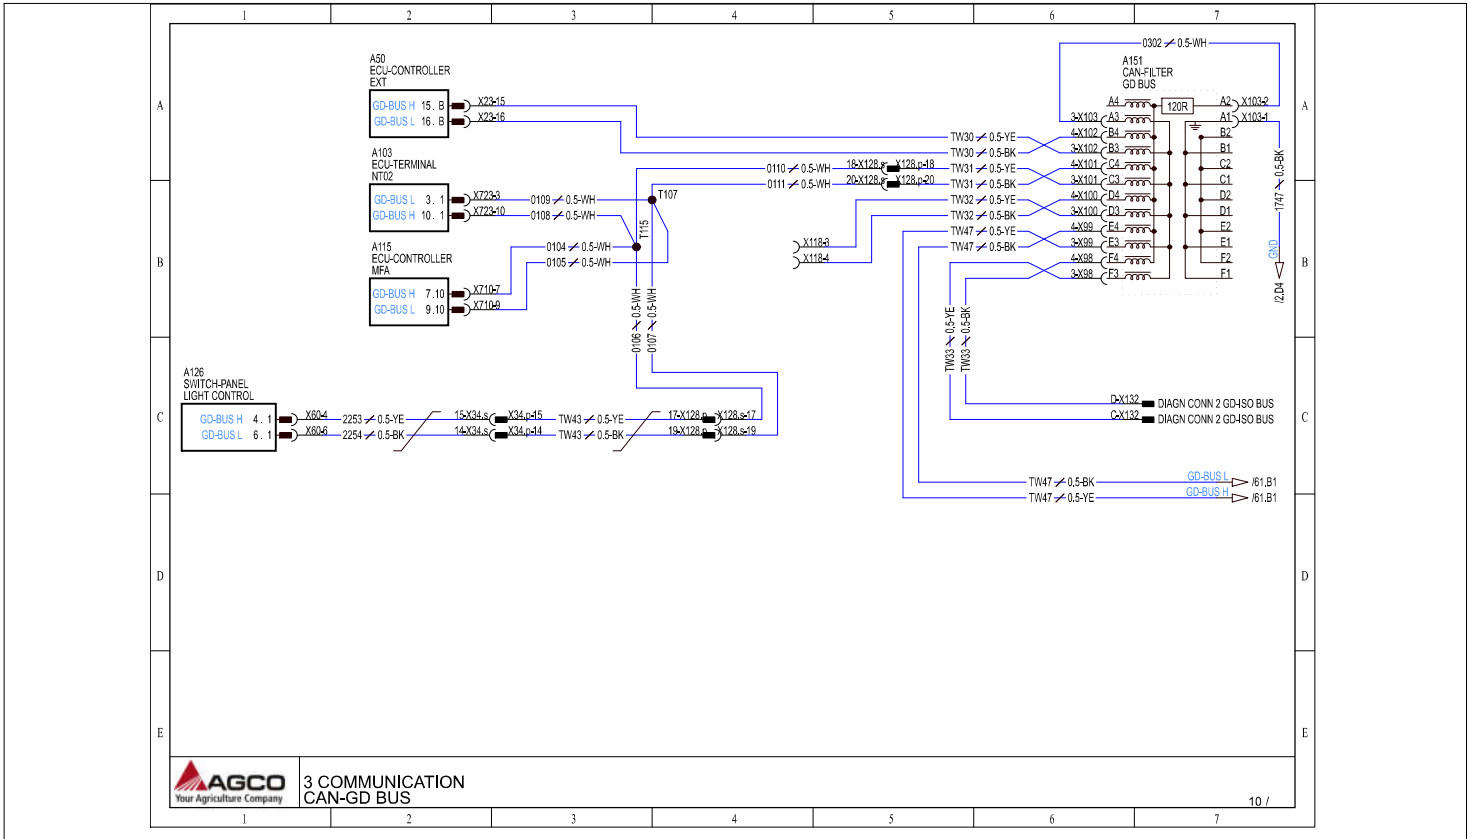 1 2 3 4 5 6 7
A
B
C
D
E
A
B
C
D
E
A50
ECU-CONTROLLER
EXT
GD-BUS H 15. B X23-15
GD-BUS L 16. B X23-16
A103
ECU-TERMINAL
NT02
GD-BUS L 3. 1 X723-3
GD-BUS H 10. 1 X723-10
A115
ECU-CONTROLLER
MFA
GD-BUS H 7.10 X710-7
GD-BUS L 9.10 X710-9
A126
SWITCH-PANEL
LIGHT CONTROL
GD-BUS H 4. 1 X60-4
GD-BUS L 6. 1 X60-6
2253 0.5-YE
2254 0.5-BK
15-X34.s X34.p-15
14-X34.s X34.p-14
TW43 0.5-YE
TW43 0.5-BK
17-X128.p X128.s-17
19-X128.p X128.s-19
0109 0.5-WH
0108 0.5-WH
0104 0.5-WH
0105 0.5-WH
T107
T115
0106 0.5-WH
0107 0.5-WH
0110 0.5-WH
0111 0.5-WH
18-X128.s X128.p-18
20-X128.s X128.p-20
X118-3
X118-4
TW30 0.5-YE
TW30 0.5-BK
TW31 0.5-YE
TW31 0.5-BK
TW32 0.5-YE
TW32 0.5-BK
TW47 0.5-YE
TW47 0.5-BK
TW33 0.5-YE
TW33 0.5-BK
0302 0.5-WH
A151
CAN-FILTER
GD BUS
A4 120R A2 X103-2
3-X103 A3 A1 X103-1
4-X102 B4 B2
3-X102 B3 B1
4-X101 C4 C2
3-X101 C3 C1
4-X100 D4 D2
3-X100 D3 D1
4-X99 E4 E2
3-X99 E3 E1
4-X98 F4 F2
3-X98 F3 F1
1747 0.5-BK
GND
/2.D4
D-X132 DIAGN CONN 2 GD-ISO BUS
C-X132 DIAGN CONN 2 GD-ISO BUS
TW47 0.5-BK GD-BUS L /61.B1
TW47 0.5-YE GD-BUS H /61.B1
AGCO
Your Agriculture Company
3 COMMUNICATION
CAN-GD BUS
10 /
1 2 3 4 5 6 7